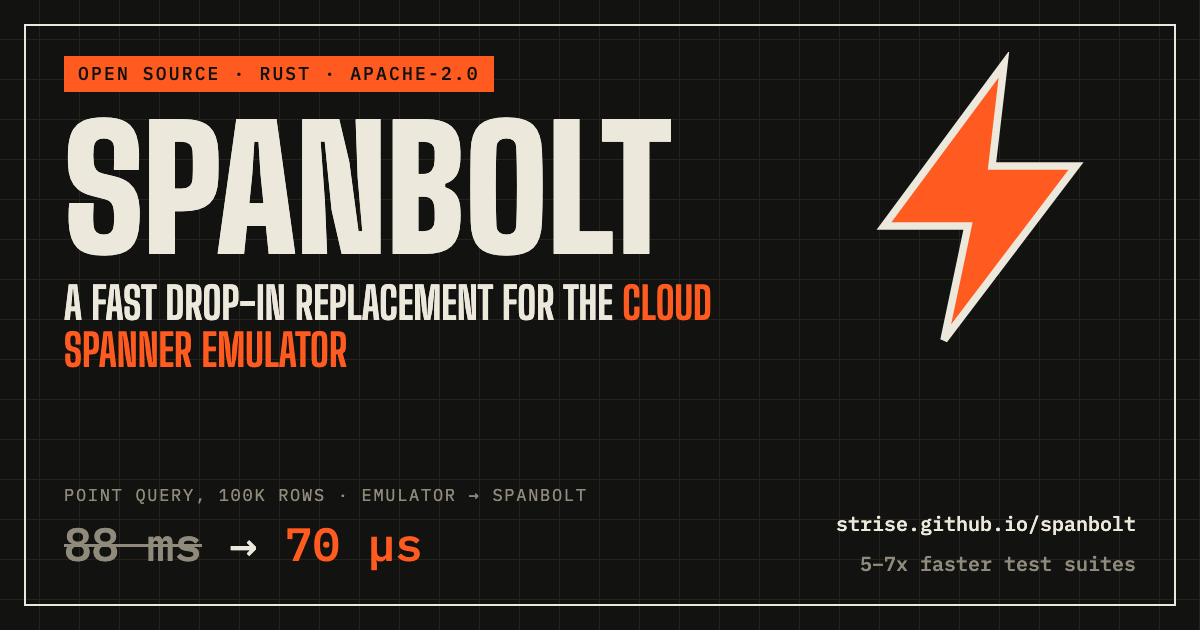 OPEN SOURCE · RUST · APACHE-2.0
SPANBOLT
A FAST DROP-IN REPLACEMENT FOR THE CLOUD
SPANNER EMULATOR
POINT QUERY, 100K ROWS · EMULATOR → SPANBOLT
88 ms → 70 µs
strise.github.io/spanbolt
5–7x faster test suites